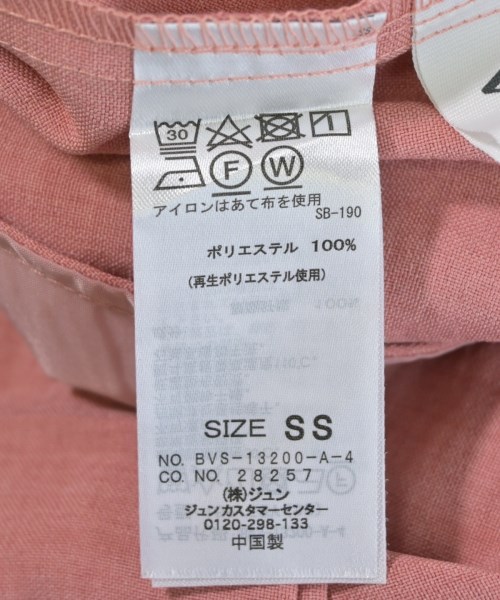 30
F W
アイロンはあて布を使用
SB-190
ポリエステル 100%
(再生ポリエステル使用)
SIZE SS
NO. BVS-13200-A-4
CO. NO. 28257
(株)ジュン
ジュンカスタマーセンター
0120-298-133
中国製